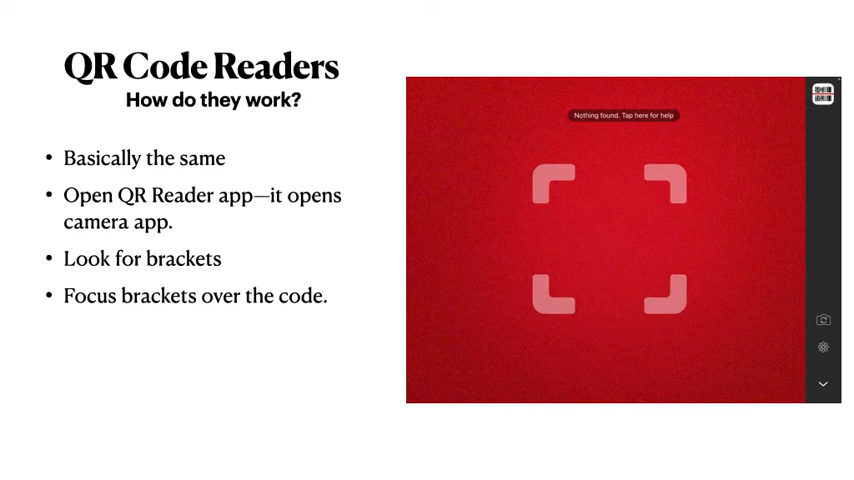 QR Code Readers
How do they work?
• Basically the same
• Open QR Reader app—it opens
camera app.
• Look for brackets
• Focus brackets over the code.
Nothing found. Tap here for help